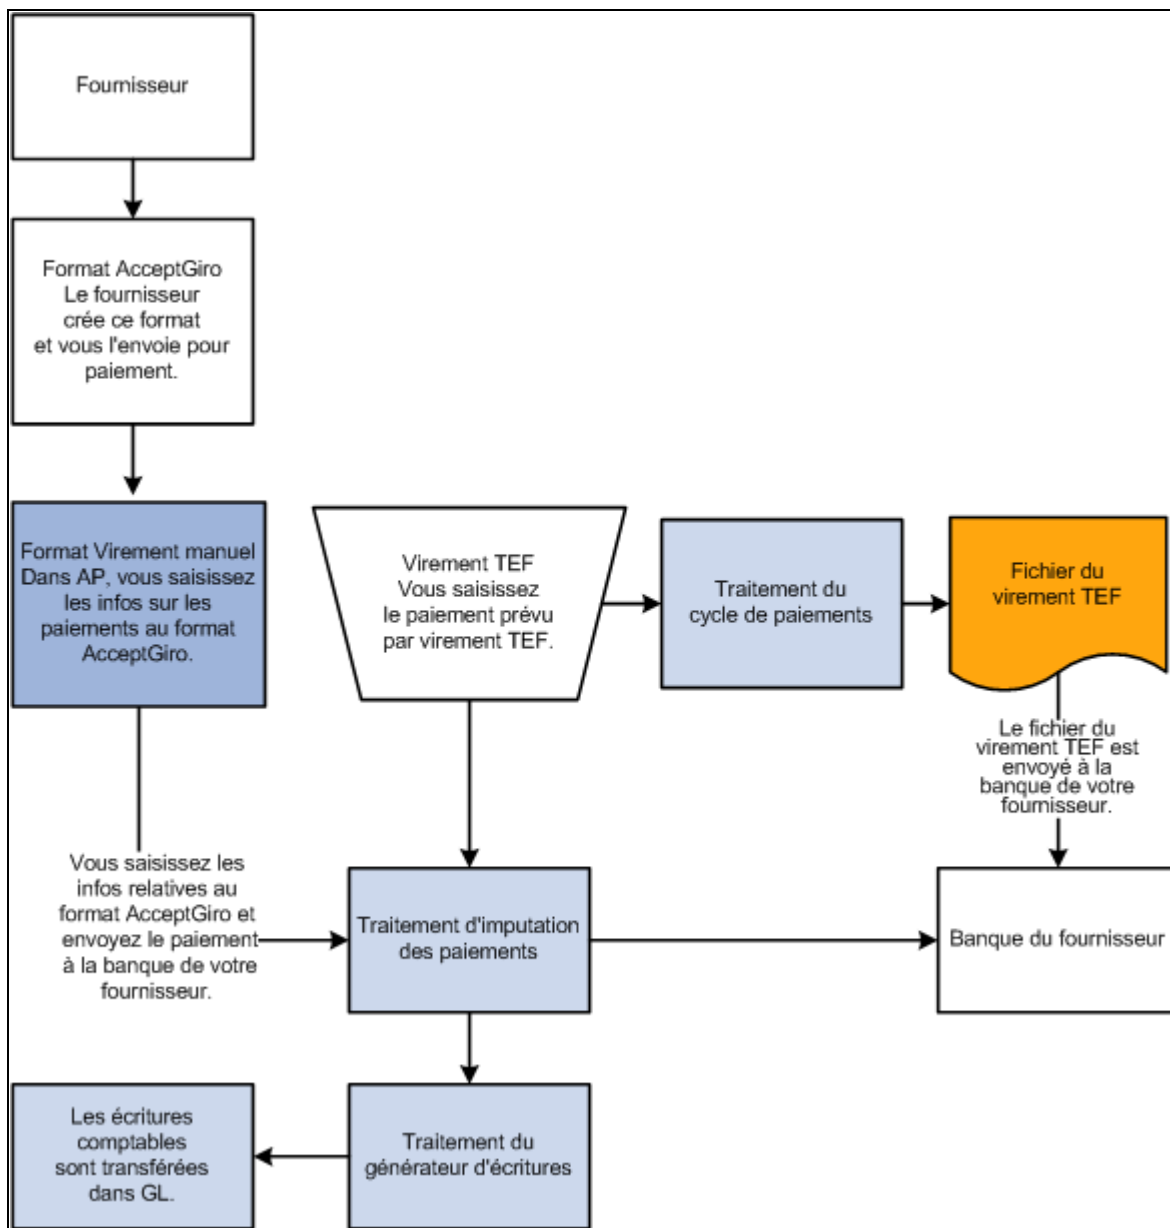 Fournisseur
Format AcceptGiro
Le fournisseur
crée ce format
et vous l'envoie pour
paiement.
Format Virement manuel
Dans AP, vous saisissez
les infos sur les
paiements au format
AcceptGiro.
Virement TEF
Vous saisissez
le paiement prévu
par virement TEF.
Traitement du
cycle de paiements
Fichier du
virement TEF
Le fichier du
virement TEF est
envoyé à la
banque de votre
fournisseur.
Vous saisissez les
infos relatives au
format AcceptGiro et
envoyez le paiement
à la banque de votre
fournisseur.
Traitement d'imputation
des paiements
Banque du fournisseur
Les écritures
comptables
sont transférées
dans GL.
Traitement du
générateur d'écritures